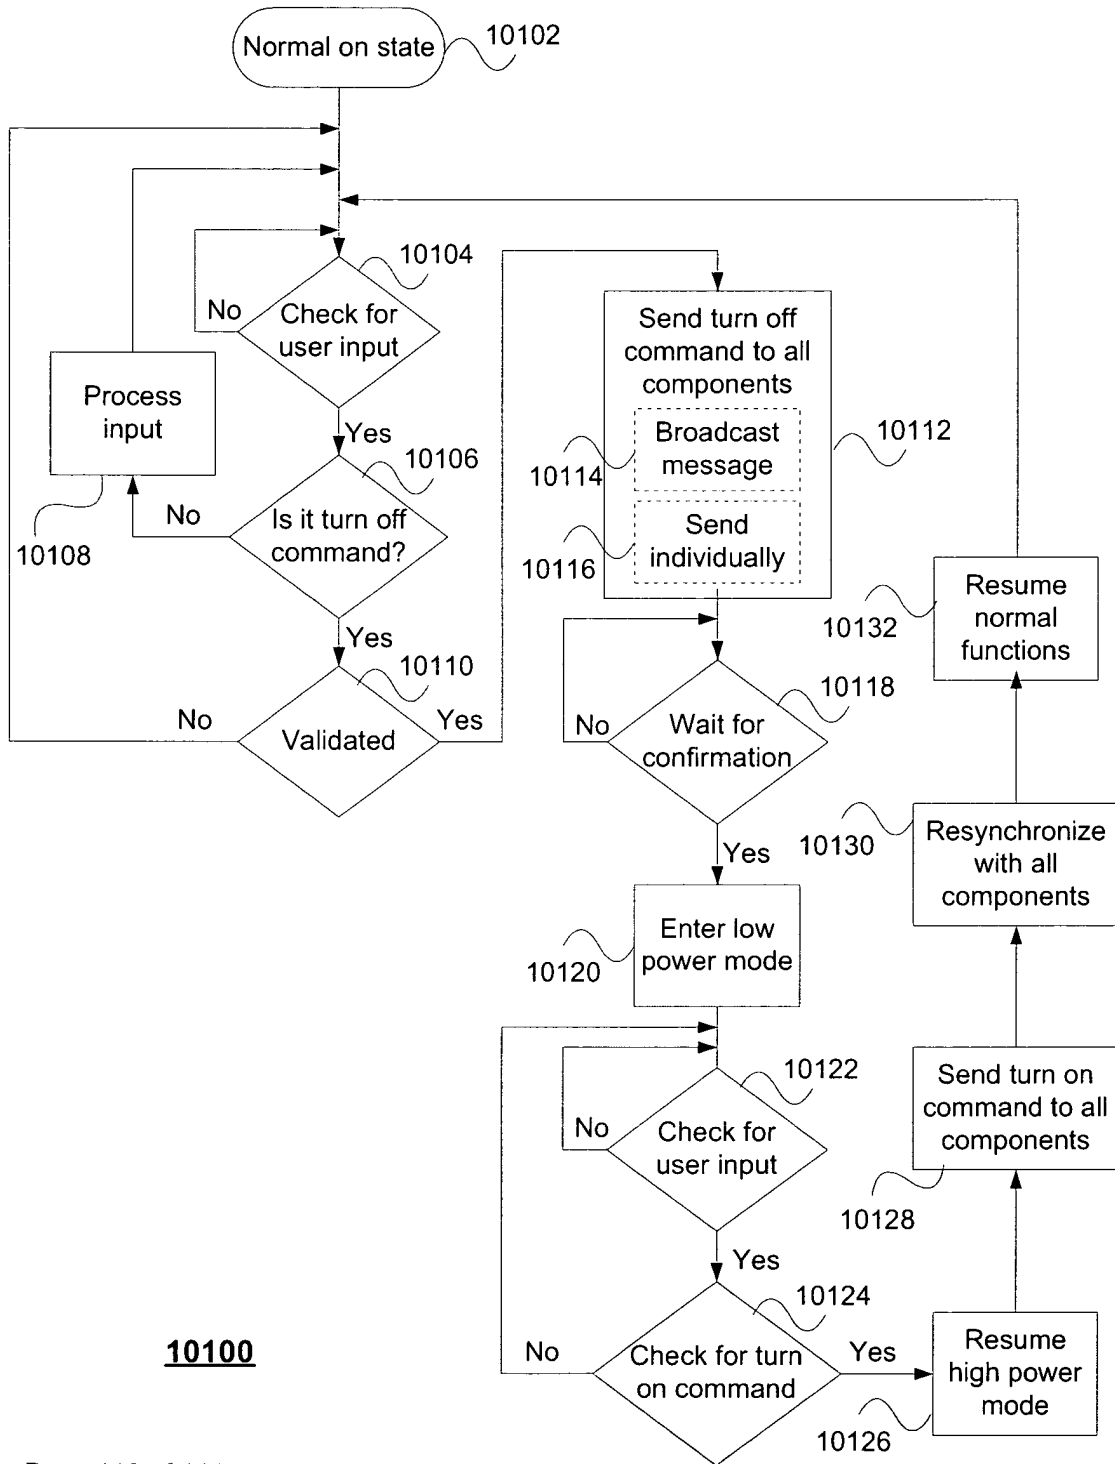 Normal on state
10102
10104
No
Check for
user input
Process
input
Yes
10106
10108
No
Is it turn off
command?
Yes
10110
No
Validated
Yes
Send turn off
command to all
components
Broadcast
message
10114
10112
Send
individually
10116
10118
No
Wait for
confirmation
Yes
Enter low
power mode
10120
10122
No
Check for
user input
Yes
10124
No
Check for turn
on command
Yes
Resume
high power
mode
10126
Send turn on
command to all
components
10128
Resynchronize
with all
components
10130
Resume
normal
functions
10132
10100